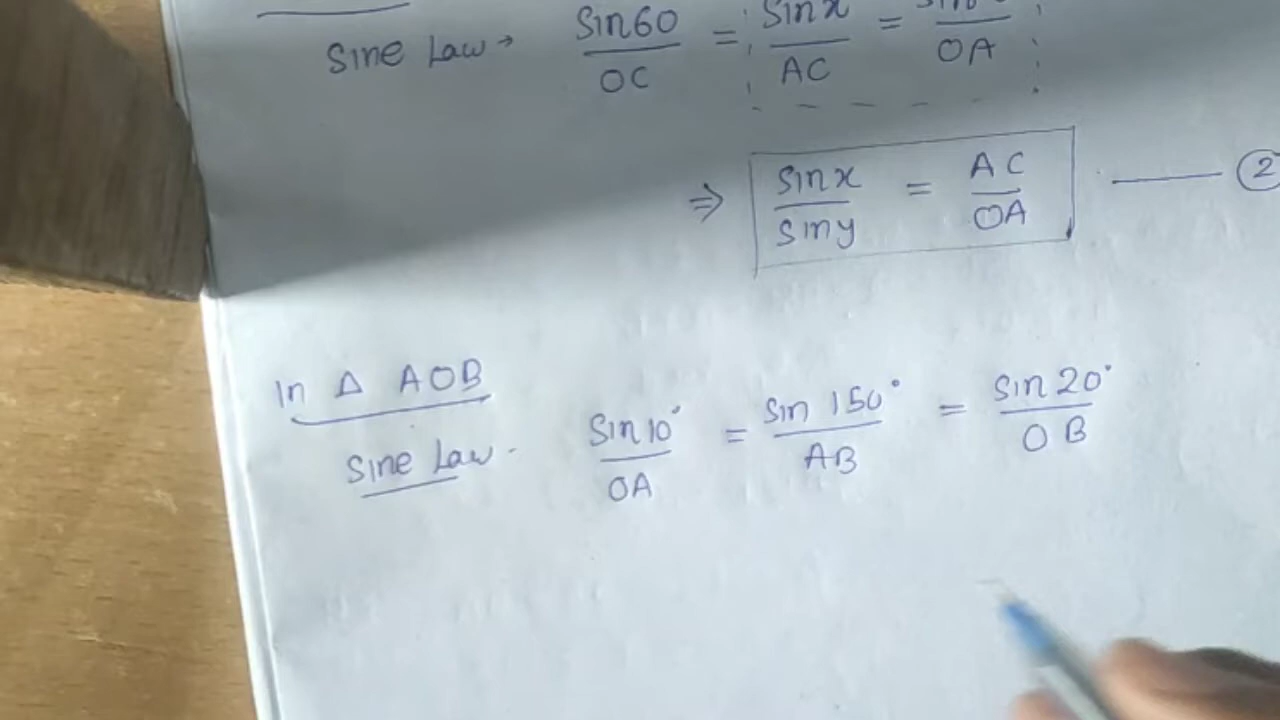 Sine Law → Sin60/OC = Sinx/AC = /OA
⇒ Sinx/Siny = AC/OA —— ②
In Δ AOB
Sine Law. Sin10°/OA = Sin 150°/AB = Sin 20°/OB